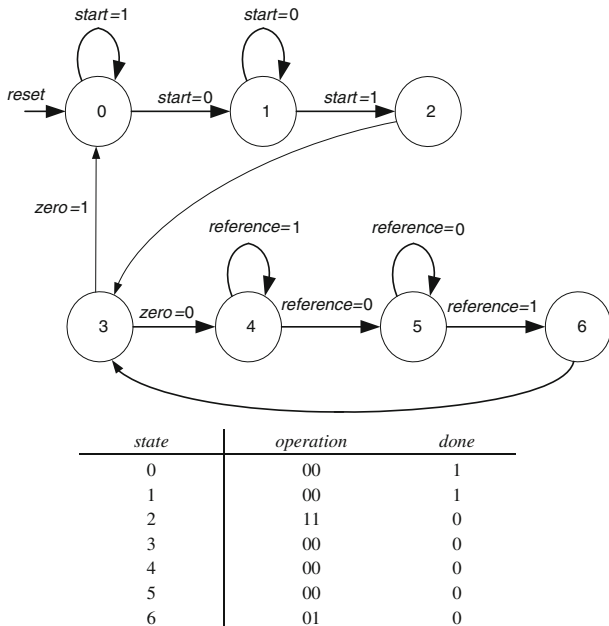 start=1
start=0
reset
0
start=0
1
start=1
2
zero=1
reference=1
reference=0
3
zero=0
4
reference=0
5
reference=1
6
state operation done
0 00 1
1 00 1
2 11 0
3 00 0
4 00 0
5 00 0
6 01 0